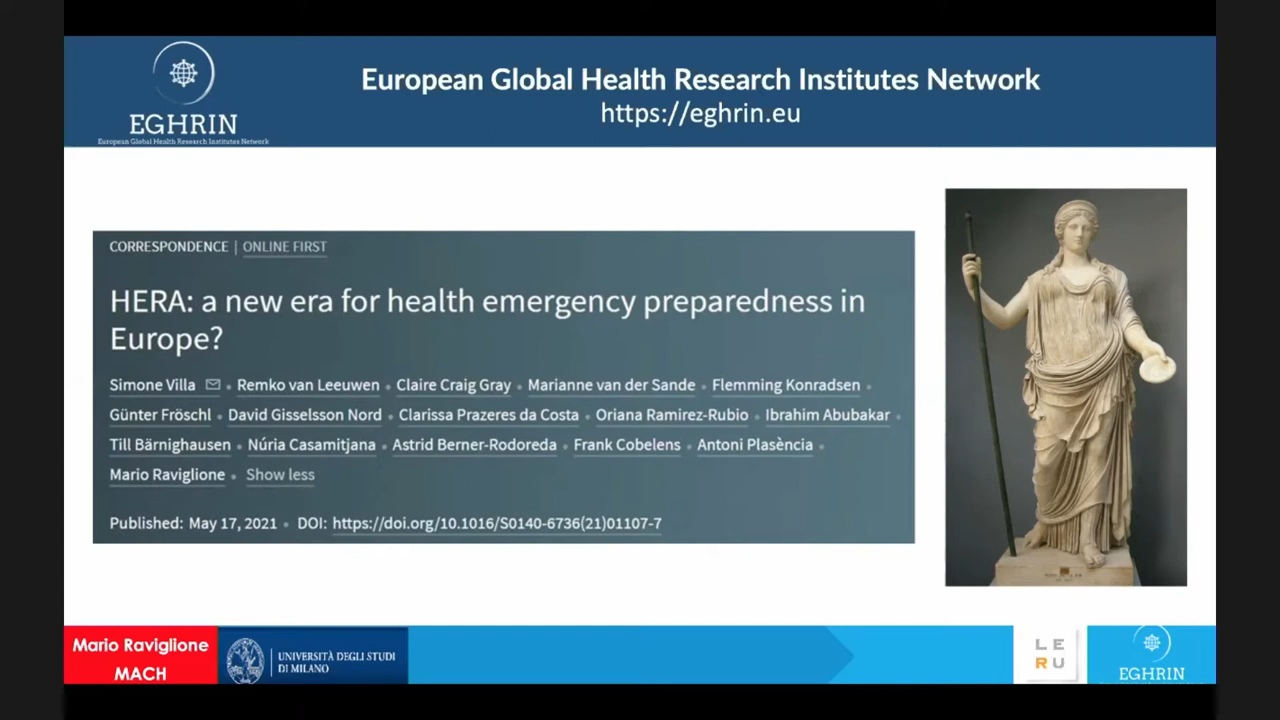 EGHRIN
European Global Health Research Institutes Network
European Global Health Research Institutes Network
https://eghrin.eu
CORRESPONDENCE | ONLINE FIRST
HERA: a new era for health emergency preparedness in
Europe?
Simone Villa • Remko van Leeuwen • Claire Craig Gray • Marianne van der Sande • Flemming Konradsen •
Günter Fröschl • David Gisselsson Nord • Clarissa Prazeres da Costa • Oriana Ramirez-Rubio • Ibrahim Abubakar •
Till Bärnighausen • Núria Casamitjana • Astrid Berner-Rodoreda • Frank Cobelens • Antoni Plasència •
Mario Raviglione • Show less
Published: May 17, 2021 • DOI: https://doi.org/10.1016/S0140-6736(21)01107-7
Mario Raviglione
MACH
UNIVERSITÀ DEGLI STUDI
DI MILANO
LE
RU
EGHRIN